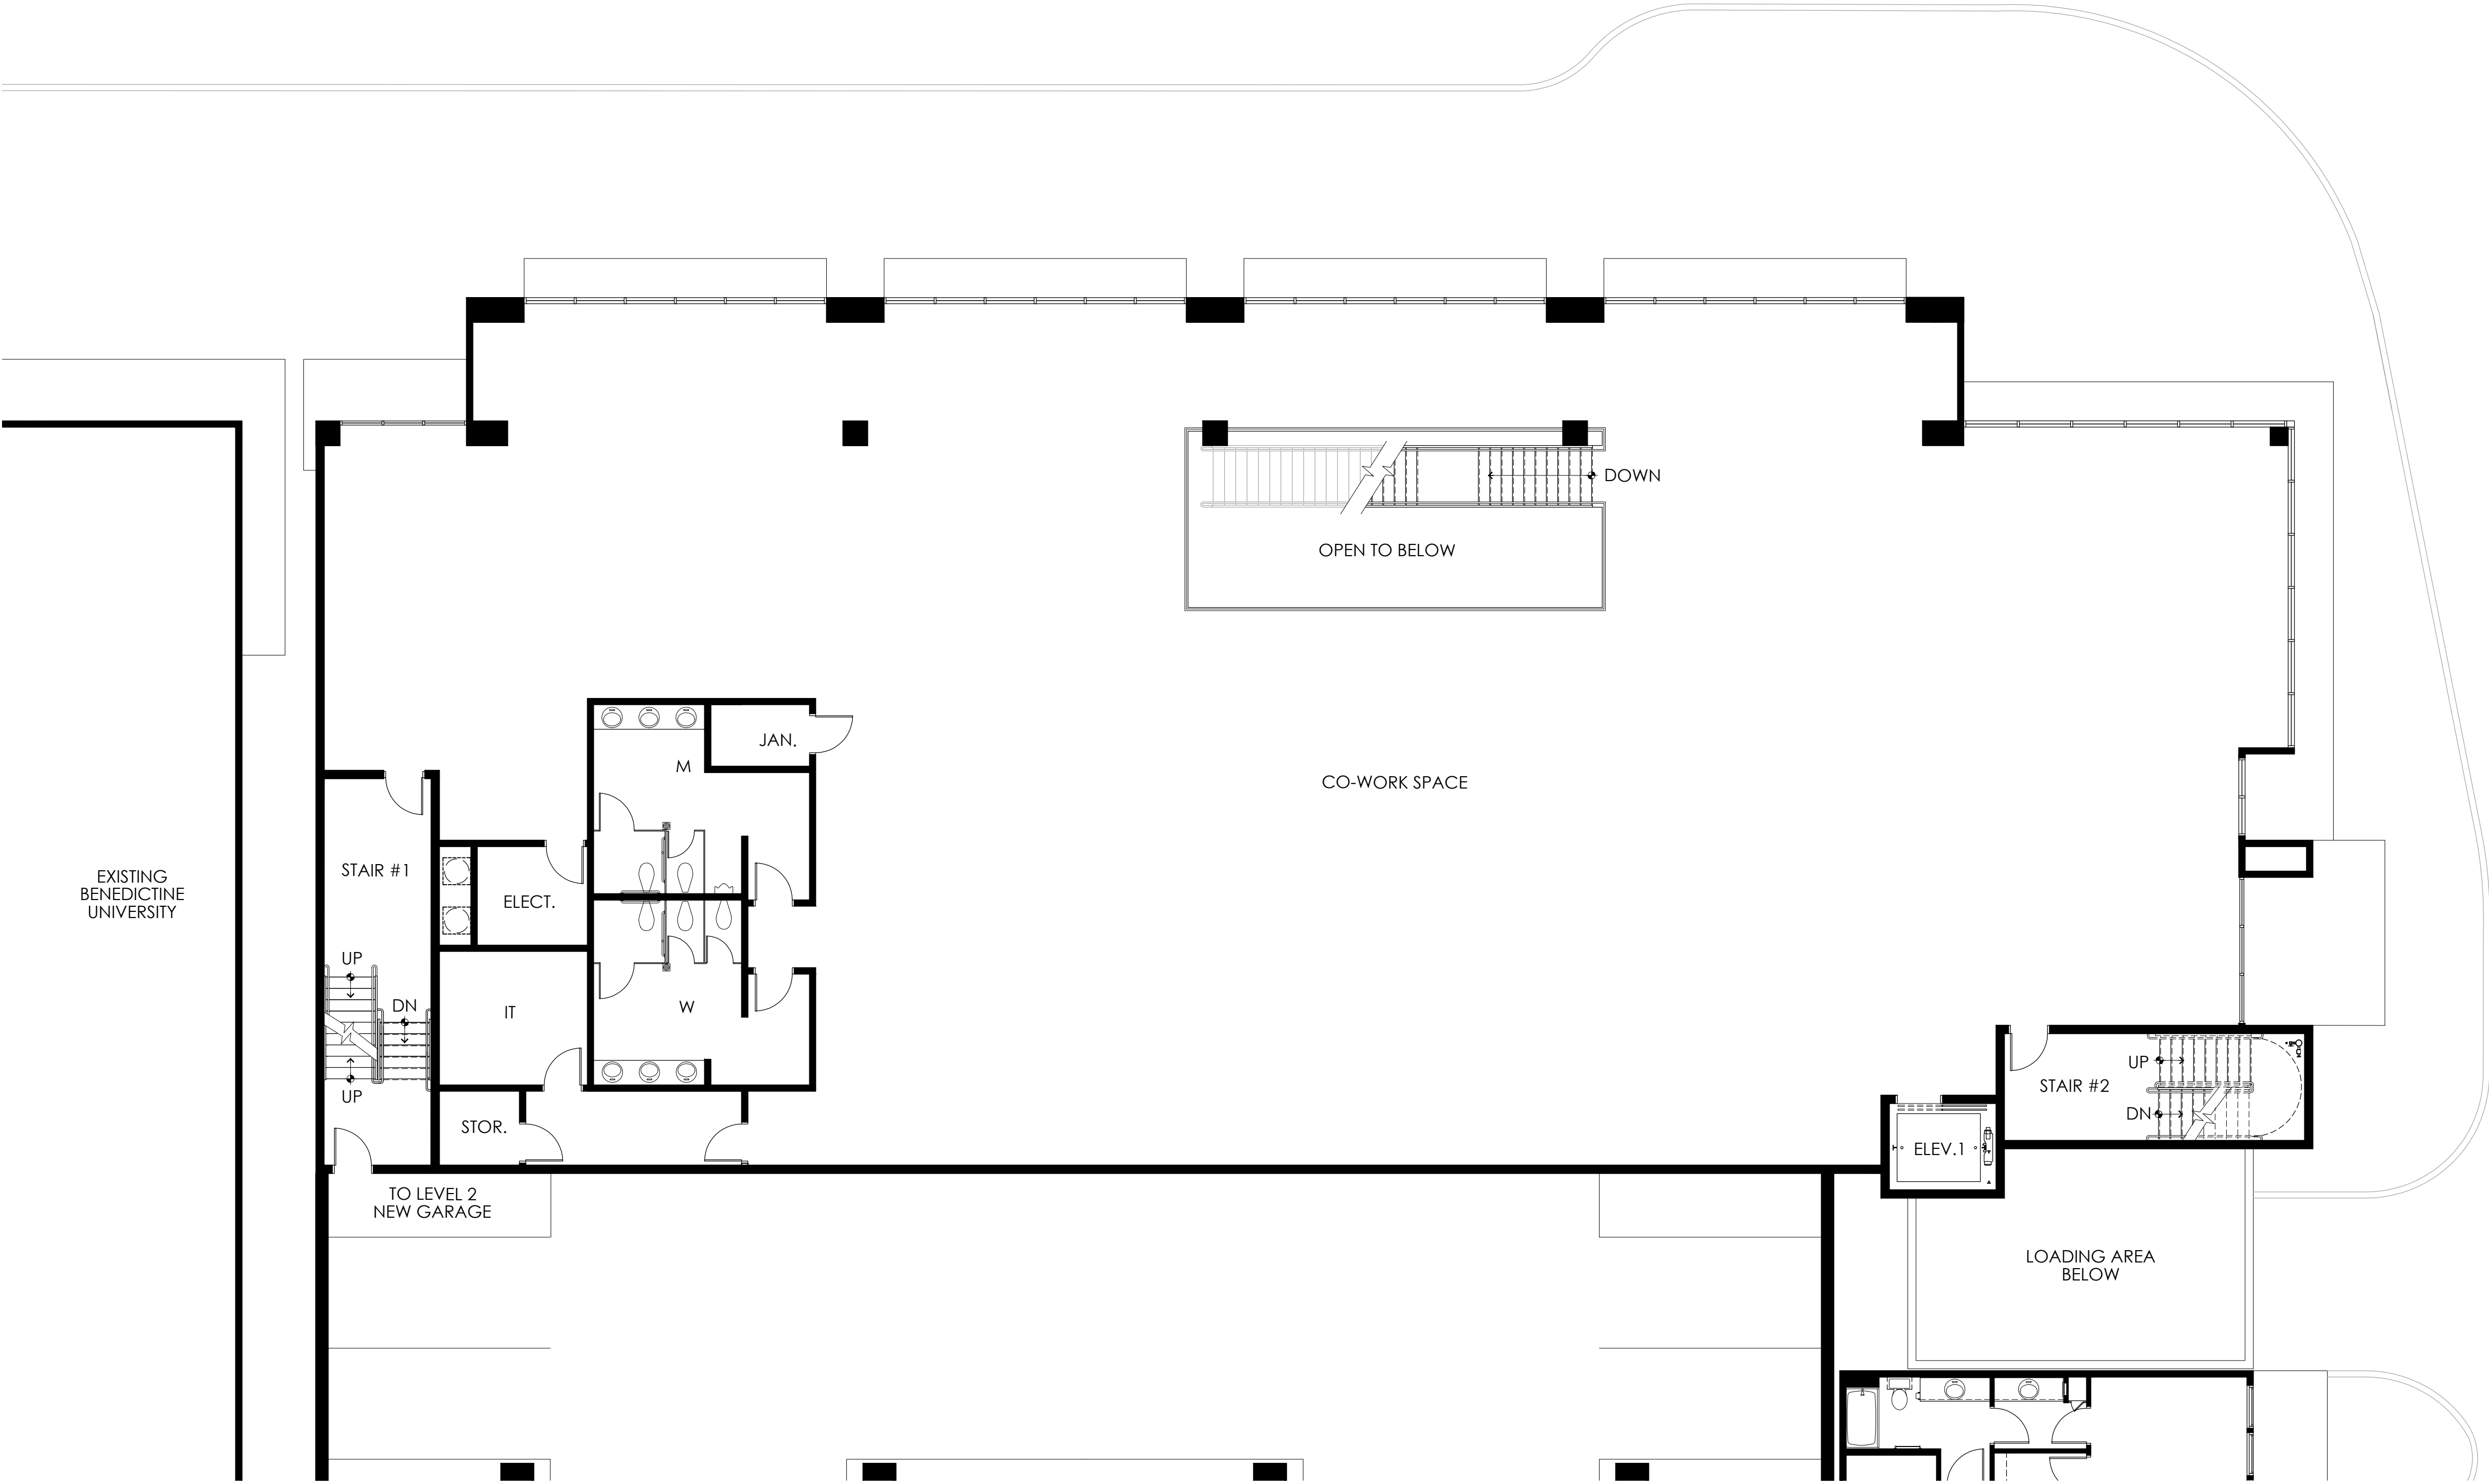 DOWN
OPEN TO BELOW
JAN.
M
CO-WORK SPACE
STAIR #1
EXISTING
BENEDICTINE
UNIVERSITY
ELECT.
UP
DN
IT
W
UP
STOR.
UP
STAIR #2
DN
ELEV.1
TO LEVEL 2
NEW GARAGE
LOADING AREA
BELOW